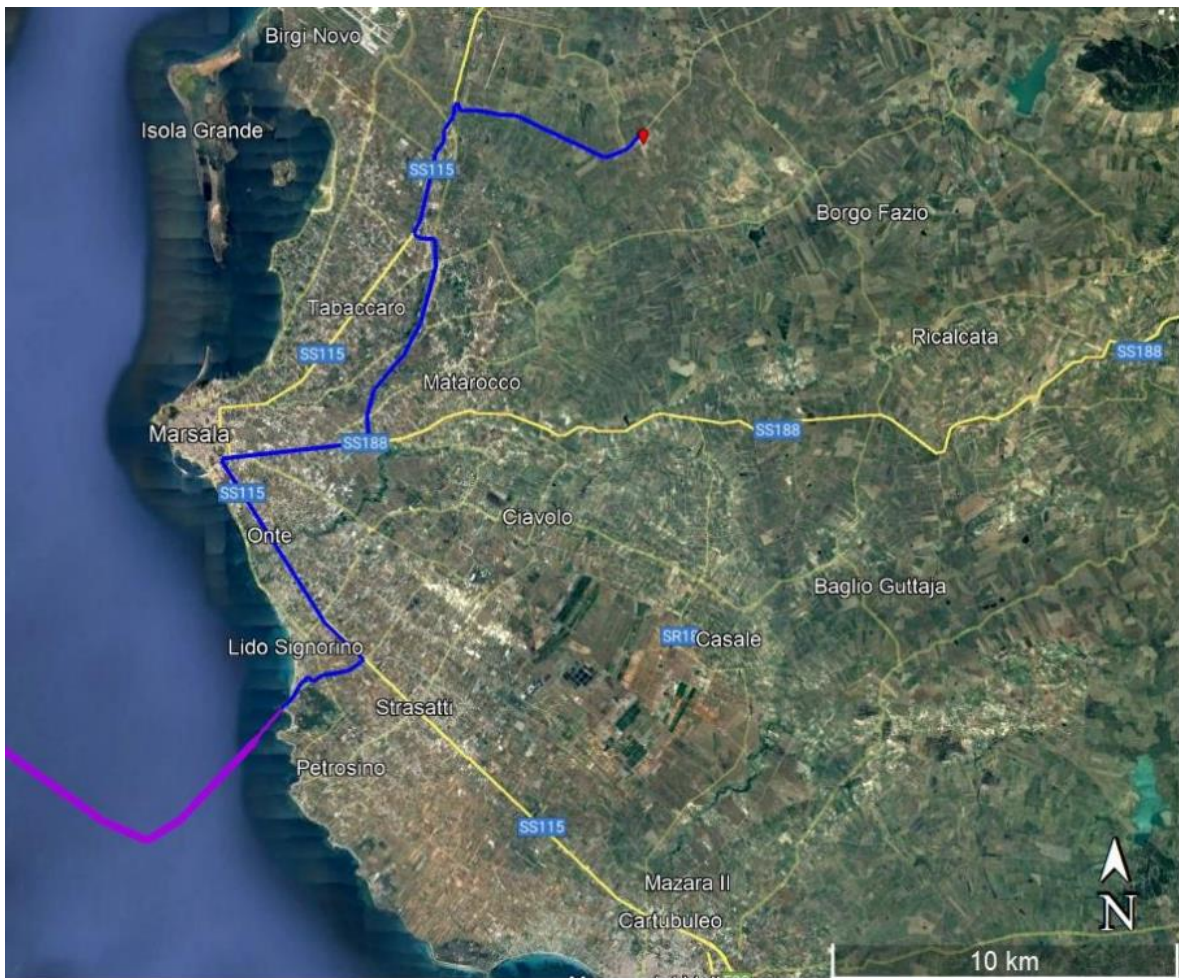 Birgi Novo
Isola Grande
SS115
Borgo Fazio
Tabaccaro
Ricalcata
SS115
SS188
Matarocco
Marsala
SS188
SS188
SS115
Ciavolo
Onte
Baglio Guttaja
SR18
Casale
Lido Signorino
Strasatti
Petrosino
SS115
Mazara II
Cartubuleo
N
10 km